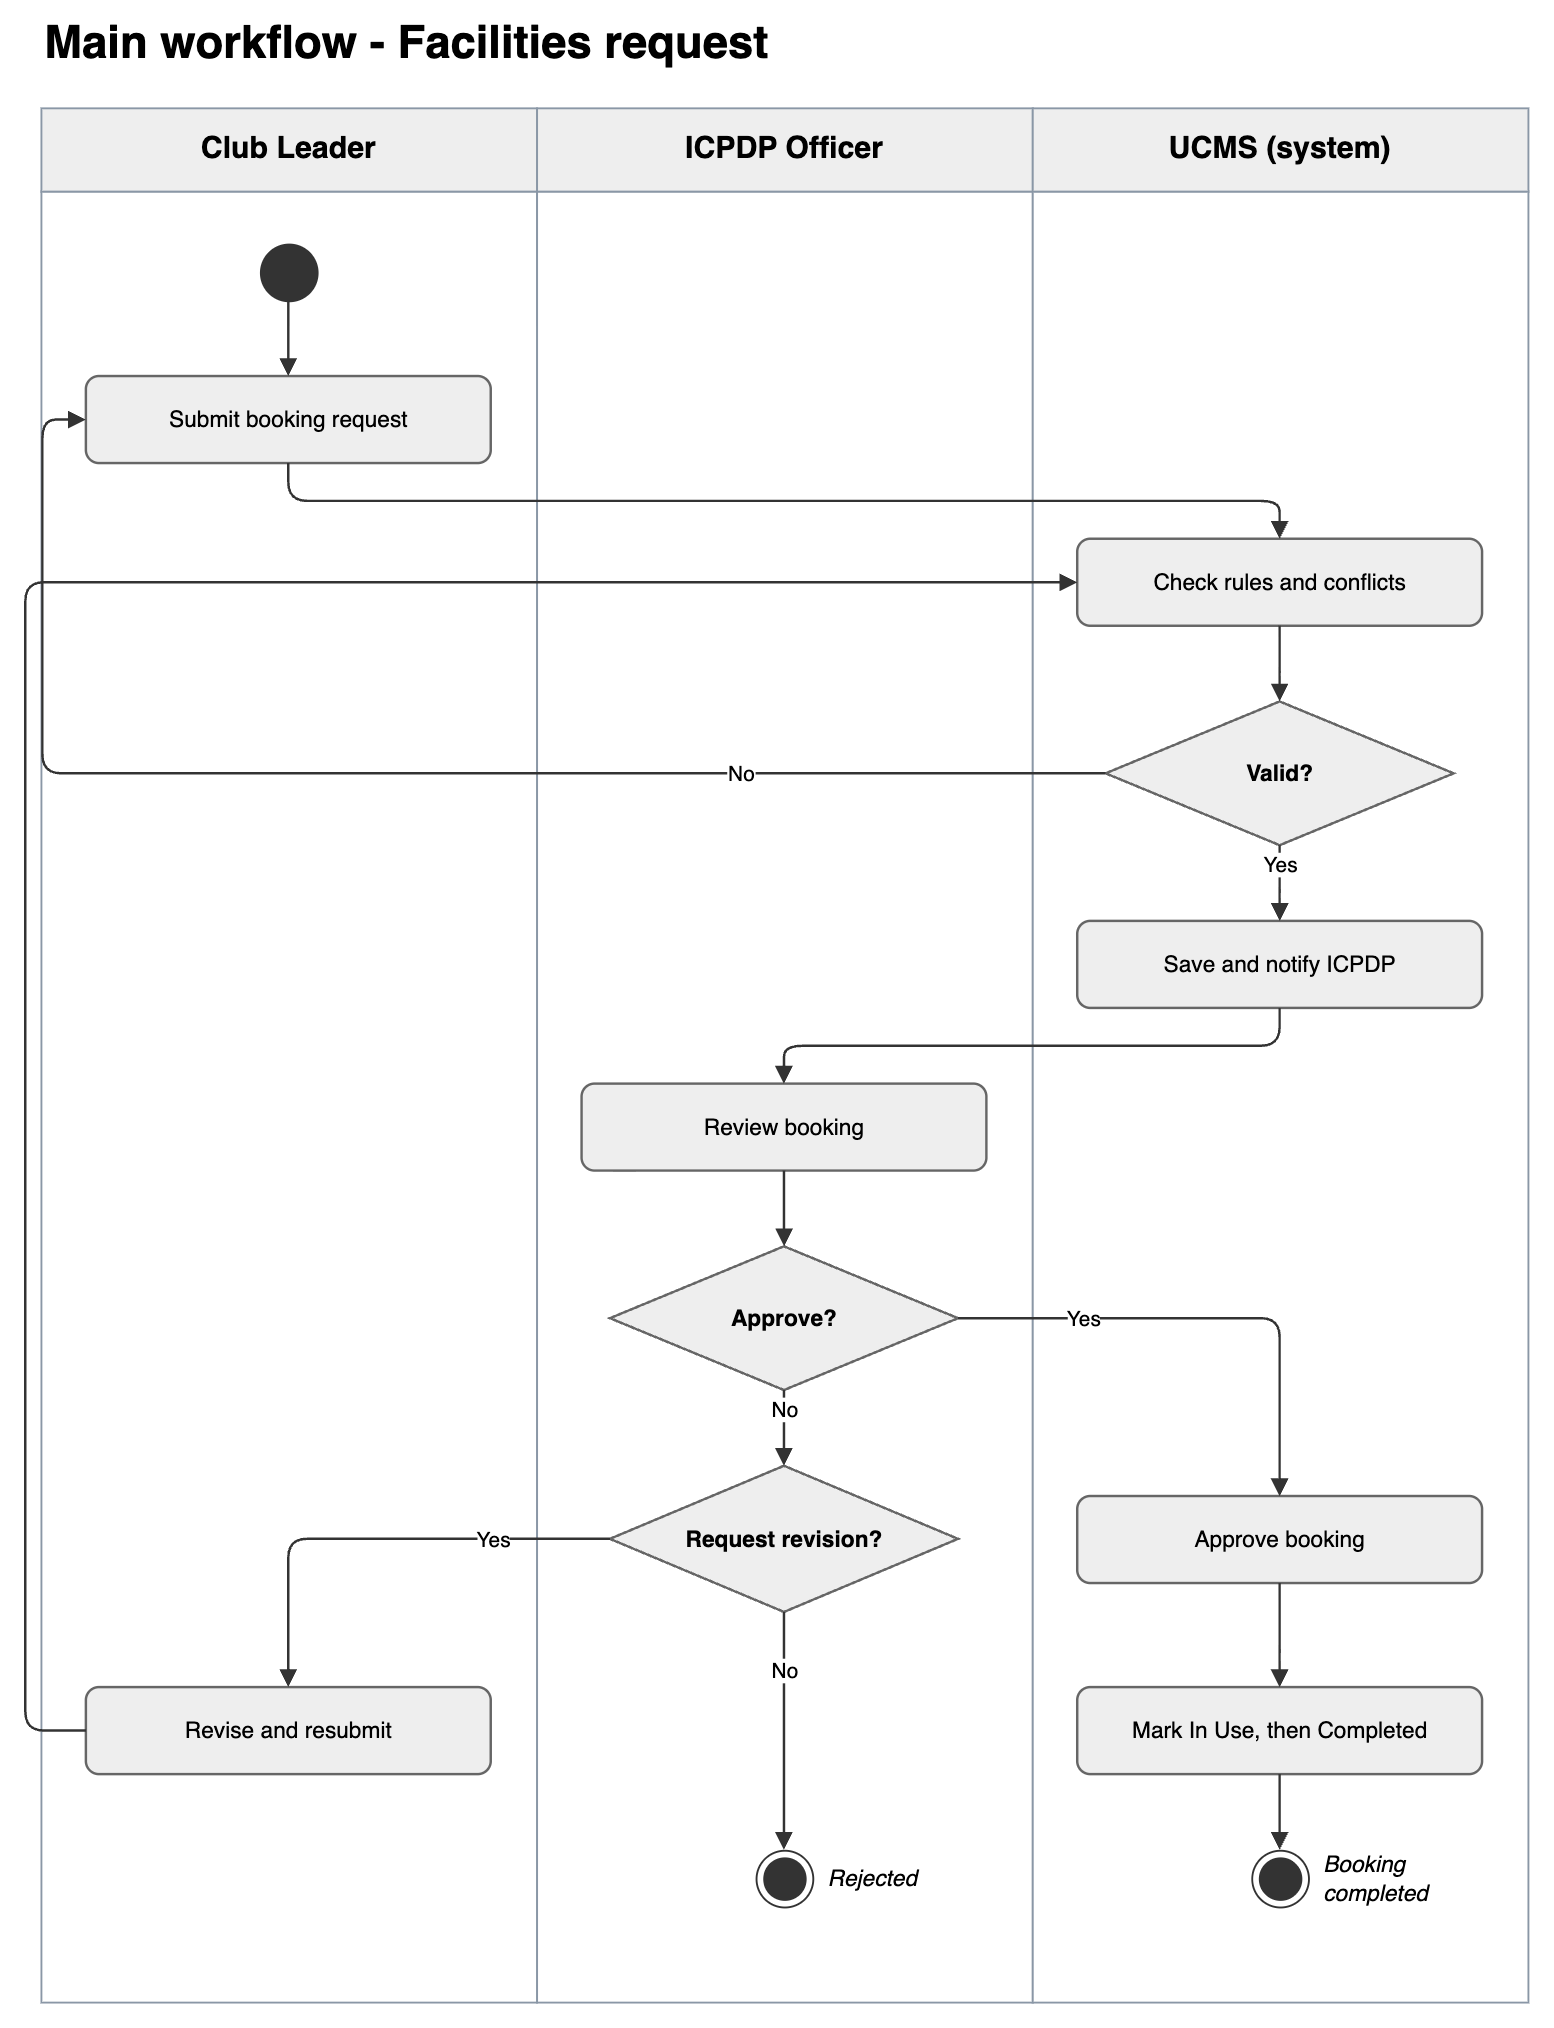 Main workflow - Facilities request
Club Leader
ICPDP Officer
UCMS (system)
Submit booking request
Check rules and conflicts
Valid?
No
Yes
Save and notify ICPDP
Review booking
Approve?
Yes
No
Request revision?
Yes
Approve booking
No
Revise and resubmit
Mark In Use, then Completed
Rejected
Booking
completed